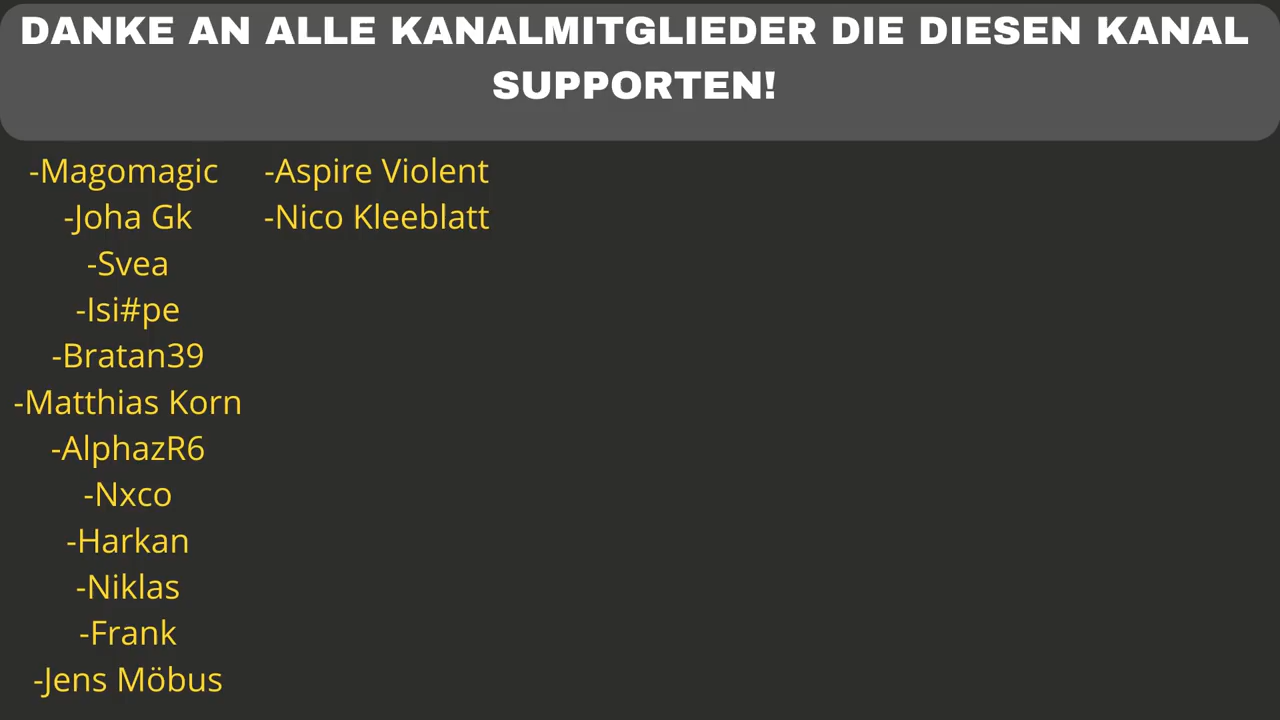 DANKE AN ALLE KANALMITGLIEDER DIE DIESEN KANAL
SUPPORTEN!
-Magomagic
-Joha Gk
-Svea
-Isi#pe
-Bratan39
-Matthias Korn
-AlphazR6
-Nxco
-Harkan
-Niklas
-Frank
-Jens Möbus
-Aspire Violent
-Nico Kleeblatt